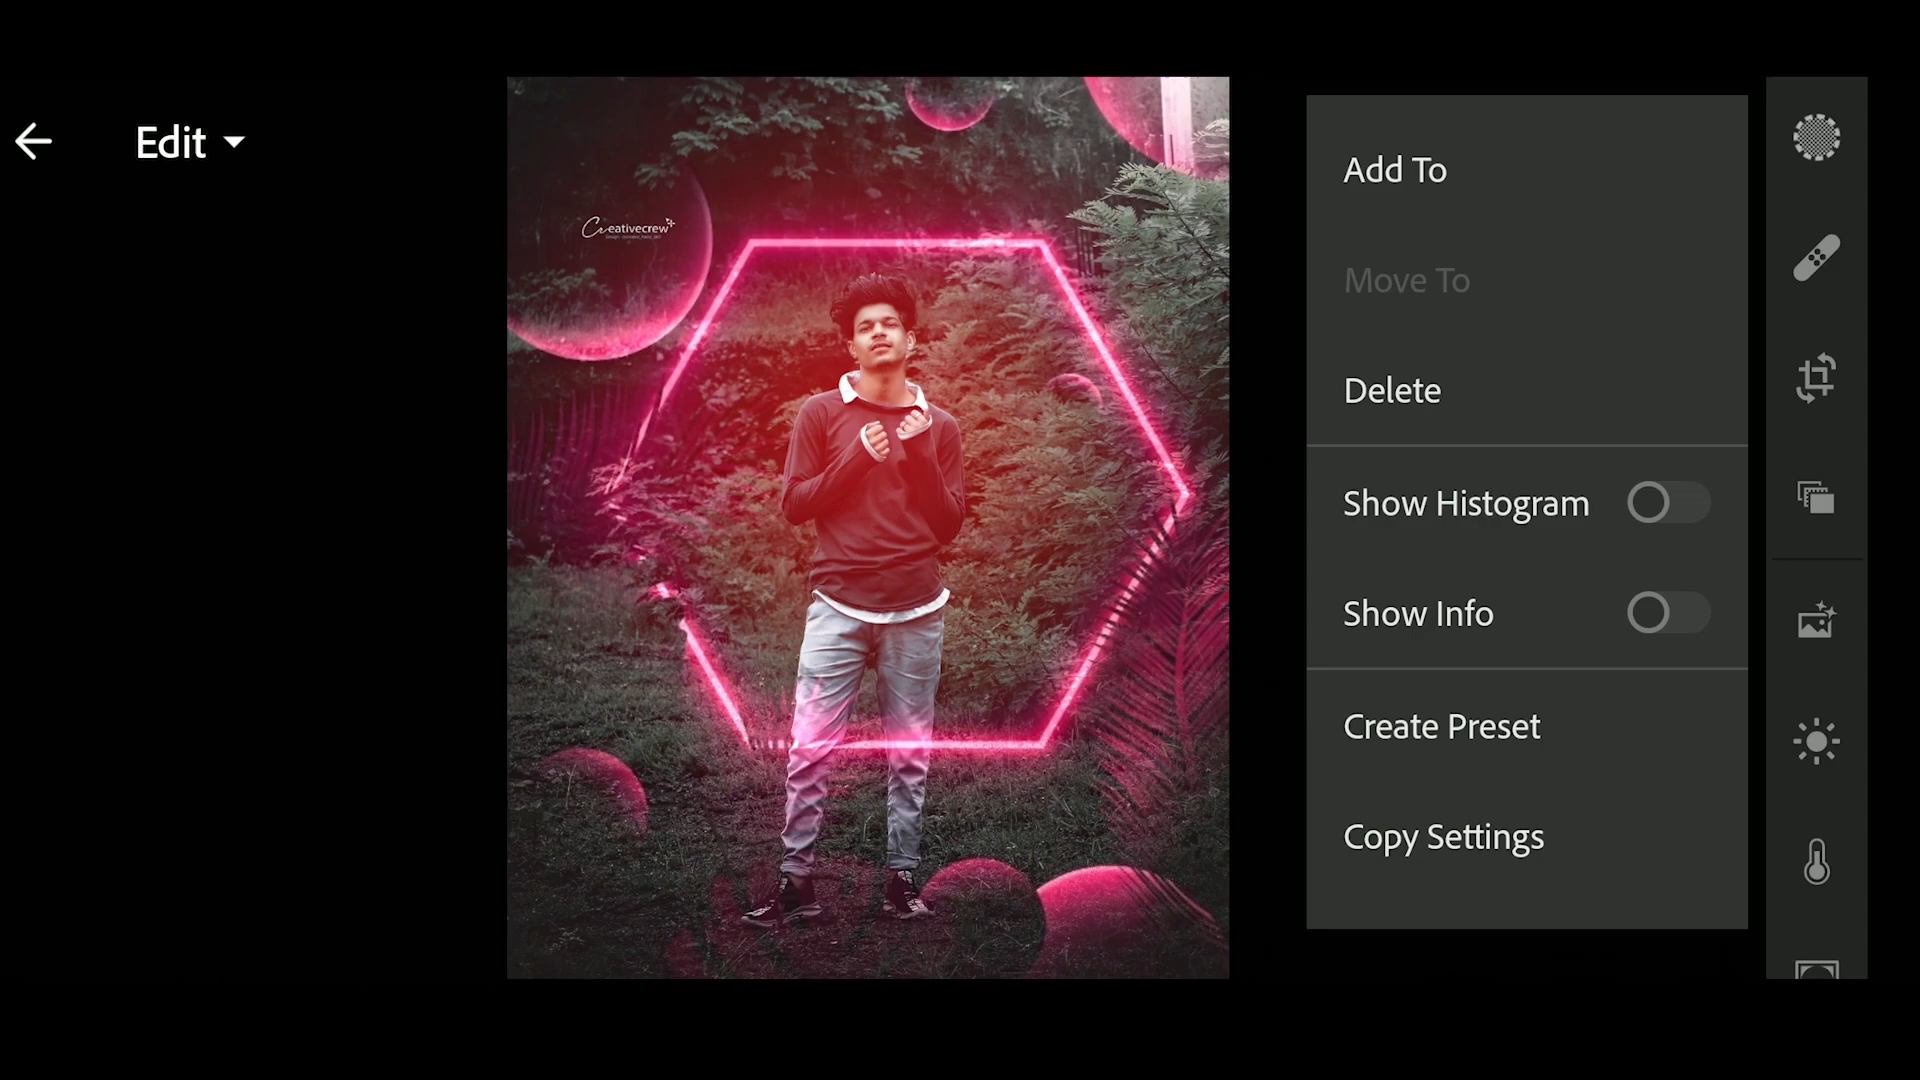 Edit
Creativecrew
Add To
Move To
Delete
Show Histogram
Show Info
Create Preset
Copy Settings